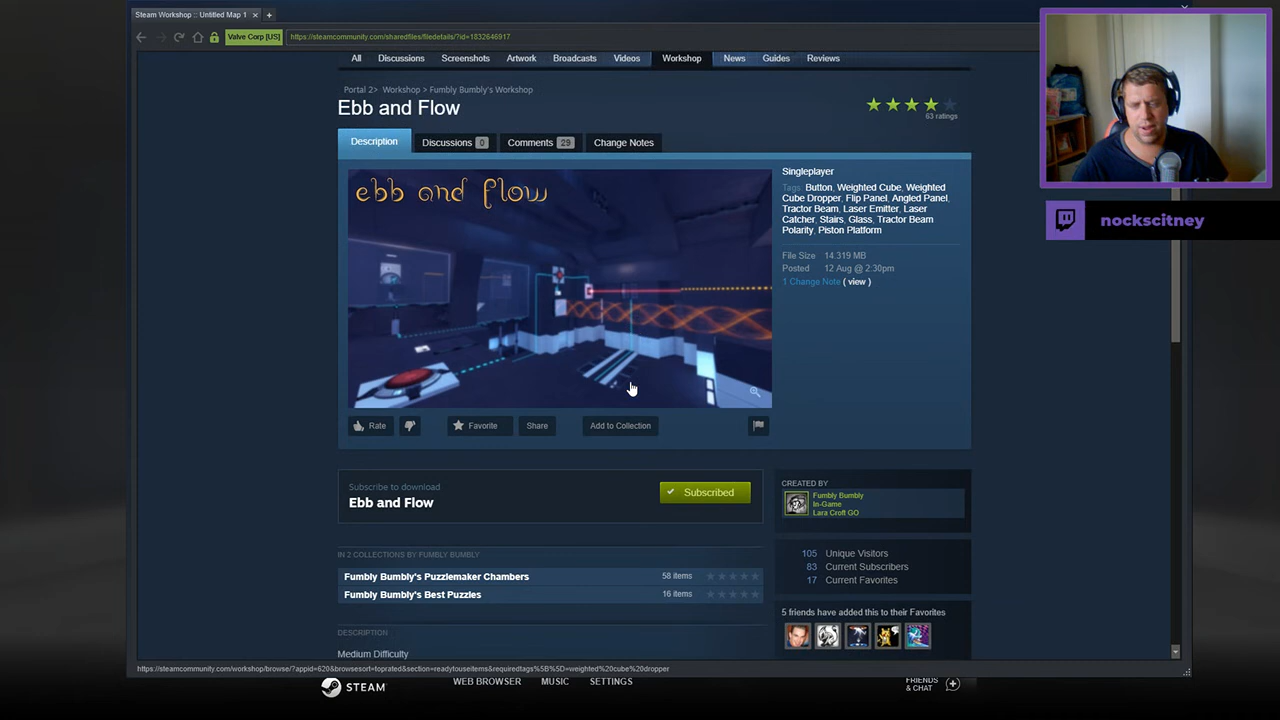 Steam Workshop :: Untitled Map 1
Valve Corp [US]
https://steamcommunity.com/sharedfiles/filedetails/?id=1832646917
All Discussions Screenshots Artwork Broadcasts Videos Workshop News Guides Reviews
Portal 2> Workshop > Fumbly Bumbly's Workshop
Ebb and Flow
63 ratings
Description Discussions 0 Comments 29 Change Notes
ebb and flow
Singleplayer
Tags: Button, Weighted Cube, Weighted
Cube Dropper, Flip Panel, Angled Panel,
Tractor Beam, Laser Emitter, Laser
Catcher, Stairs, Glass, Tractor Beam
Polarity, Piston Platform
File Size 14.319 MB
Posted 12 Aug @ 2:30pm
1 Change Note ( view )
Rate Favorite Share Add to Collection
Subscribe to download
Ebb and Flow
Subscribed
CREATED BY
Fumbly Bumbly
In-Game
Lara Croft GO
IN 2 COLLECTIONS BY FUMBLY BUMBLY
Fumbly Bumbly's Puzzlemaker Chambers 58 items
Fumbly Bumbly's Best Puzzles 16 items
105 Unique Visitors
83 Current Subscribers
17 Current Favorites
5 friends have added this to their Favorites
DESCRIPTION
Medium Difficulty
https://steamcommunity.com/workshop/browse/?appid=620&browsesort=toprated&section=readytouseitems&requiredtags%5B%5D=weighted%20cube%20dropper
STEAM
WEB BROWSER MUSIC SETTINGS
FRIENDS
& CHAT
nockscitney